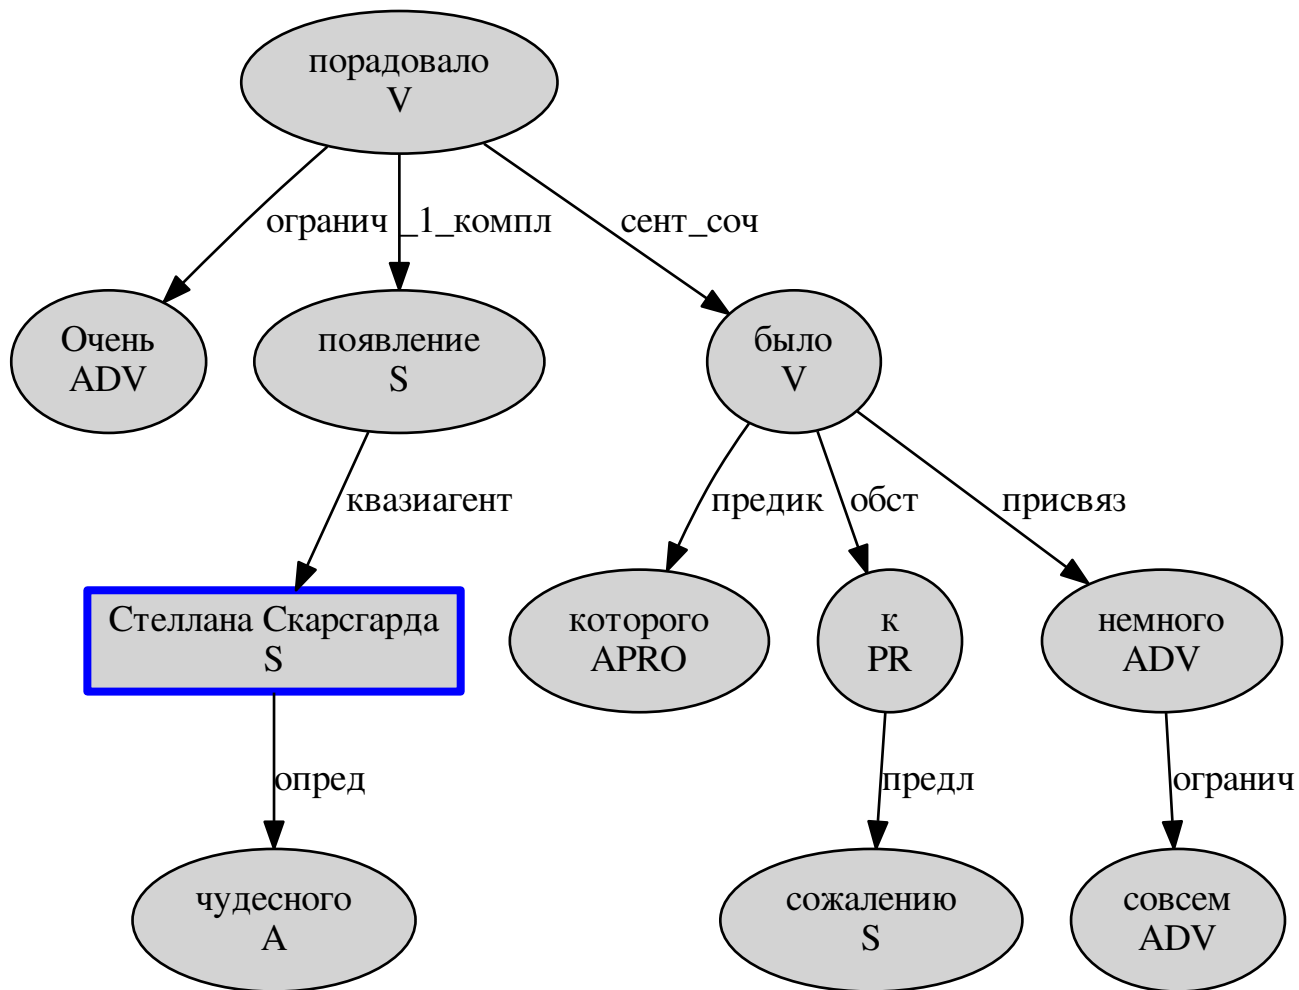 порадовало
V
огранич
_1_компл
сент_соч
Очень
ADV
появление
S
было
V
квазиагент
предик
обст
присвяз
Стеллана Скарсгарда
S
которого
APRO
к
PR
немного
ADV
опред
предл
огранич
чудесного
A
сожалению
S
совсем
ADV